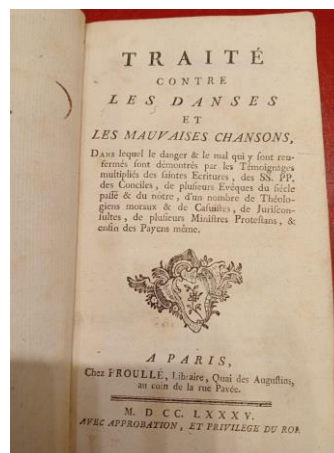 TRAITÉ
CONTRE
LES DANSES
ET
LES MAUVAISES CHANSONS,
DANS lequel le danger & le mal qui y ſont ren-
fermés ſont démontrés par les Témoignages
multipliés des ſaintes Ecritures, des SS. PP,
des Conciles, de pluſieurs Evêques du ſiécle
paſſé & du notre, d'un nombre de Théolo-
giens moraux & de Caſuiſtes, de Juriſcon-
ſultes, de pluſieurs Miniſtres Proteſtans, &
enfin des Payens même.
A PARIS,
Chez FROULLÉ, Libraire, Quai des Auguſtins,
au coin de la rue Pavée.
M. D CC. LXXXV.
AVEC APPROBATION, ET PRIVILEGE DU ROI.